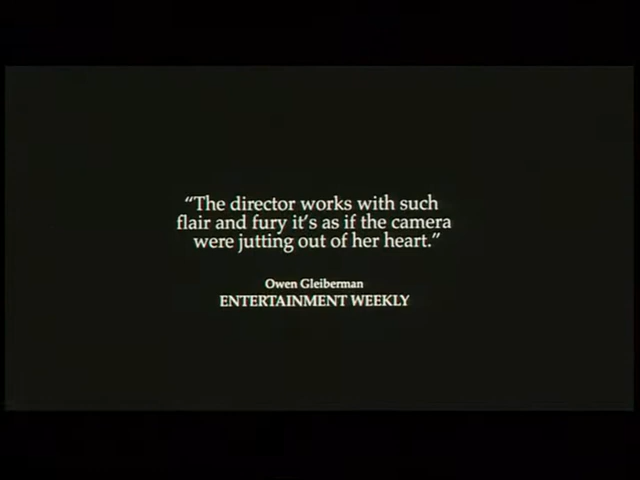 “The director works with such
flair and fury it’s as if the camera
were jutting out of her heart.”
Owen Gleiberman
ENTERTAINMENT WEEKLY